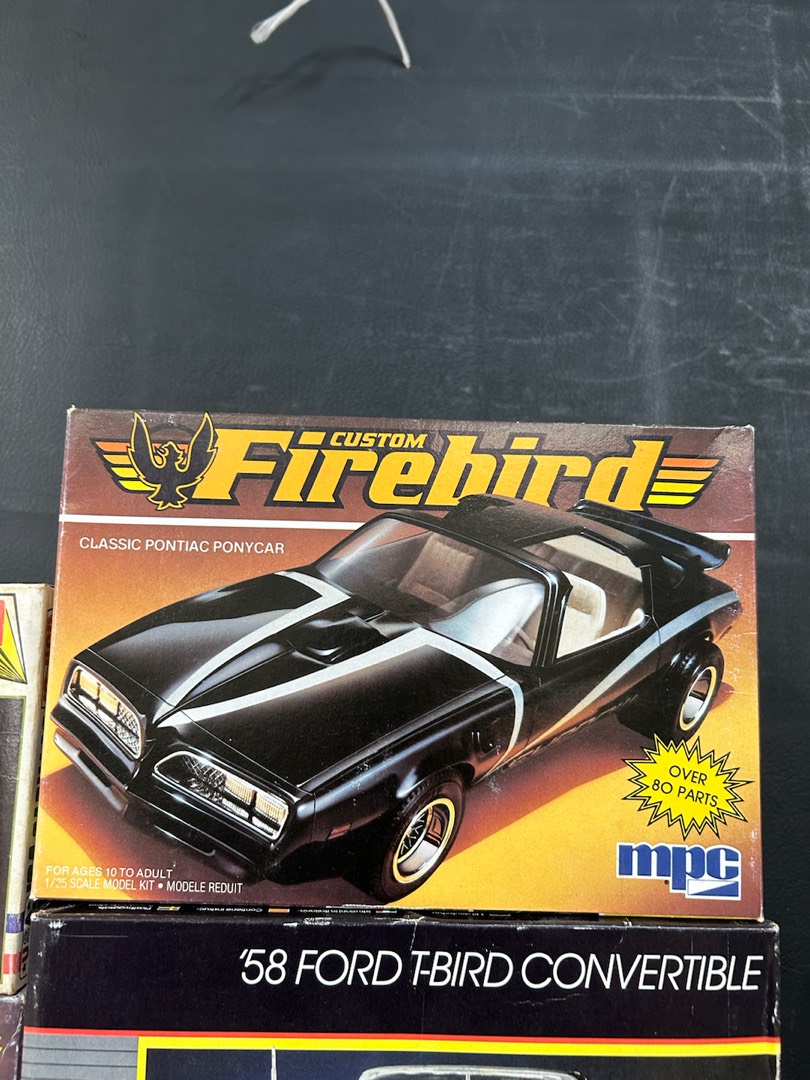 CUSTOM
Firebird
CLASSIC PONTIAC PONYCAR
OVER
80 PARTS
FOR AGES 10 TO ADULT
1/25 SCALE MODEL KIT • MODELE REDUIT
mpc
'58 FORD T-BIRD CONVERTIBLE